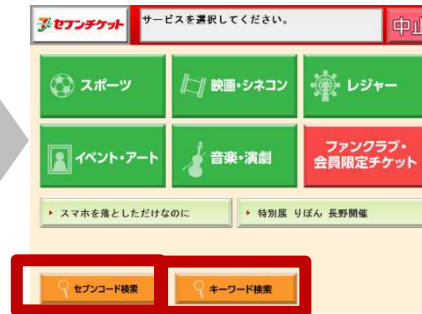 セブンチケット
サービスを選択してください。
中止
スポーツ
映画・シネコン
レジャー
イベント・アート
音楽・演劇
ファンクラブ・
会員限定チケット
スマホを落としただけなのに
特別展 りぼん 長野開催
セブンコード検索
キーワード検索